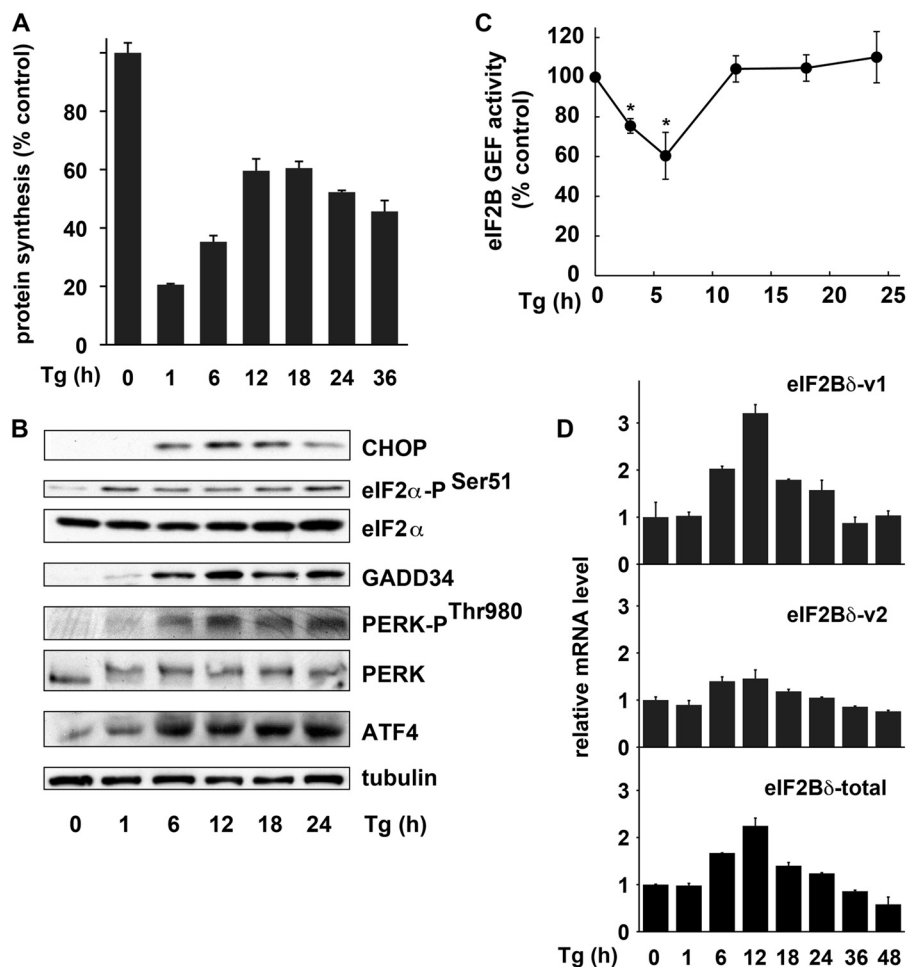 A
protein synthesis (% control)
80
60
40
20
0
Tg (h) 0 1 6 12 18 24 36
B
CHOP
eIF2α-P Ser51
eIF2α
GADD34
PERK-P Thr980
PERK
ATF4
tubulin
0 1 6 12 18 24 Tg (h)
C
eIF2B GEF activity
(% control)
120
100
80
60
40
20
0
* *
Tg (h) 0 5 10 15 20 25
D
relative mRNA level
eIF2Bδ-v1
3
2
1
0
eIF2Bδ-v2
3
2
1
0
eIF2Bδ-total
3
2
1
0
Tg (h) 0 1 6 12 18 24 36 48